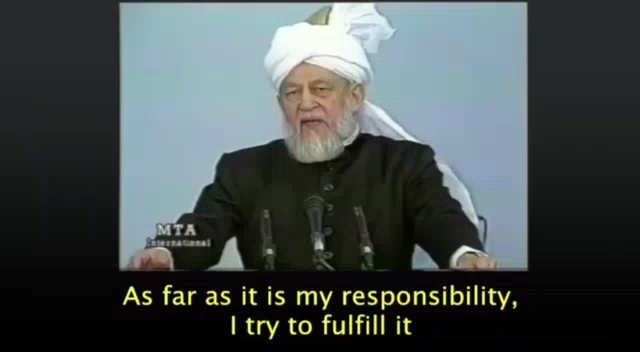 MTA
International
As far as it is my responsibility,
I try to fulfill it